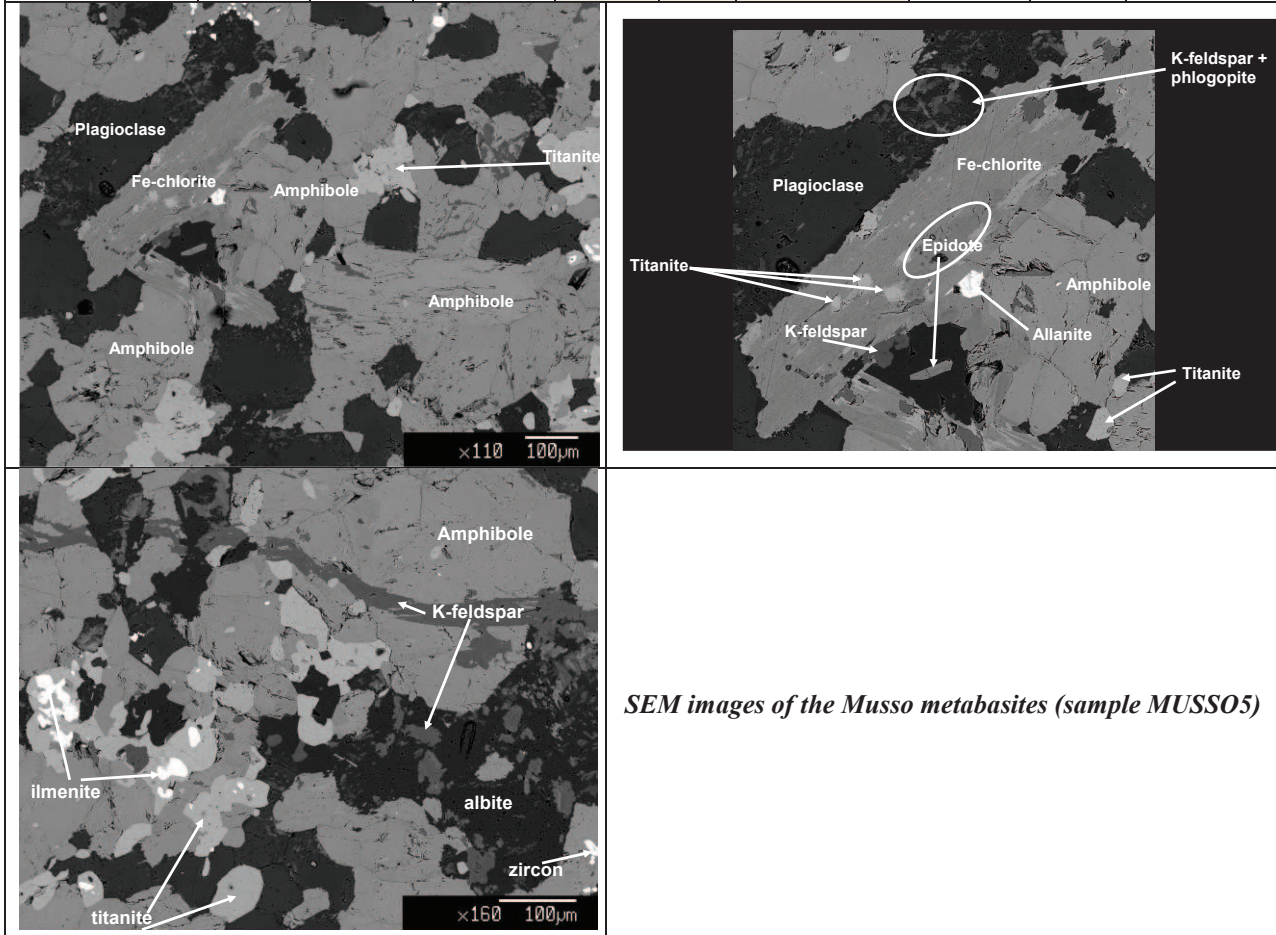 Plagioclase
Titanite
Fe-chlorite
Amphibole
Amphibole
Amphibole
×110 100µm
K-feldspar +
phlogopite
Fe-chlorite
Plagioclase
Epidote
Titanite
Amphibole
K-feldspar
Allanite
Titanite
Amphibole
K-feldspar
ilmenite
albite
zircon
titanite
×160 100µm
SEM images of the Musso metabasites (sample MUSSO5)